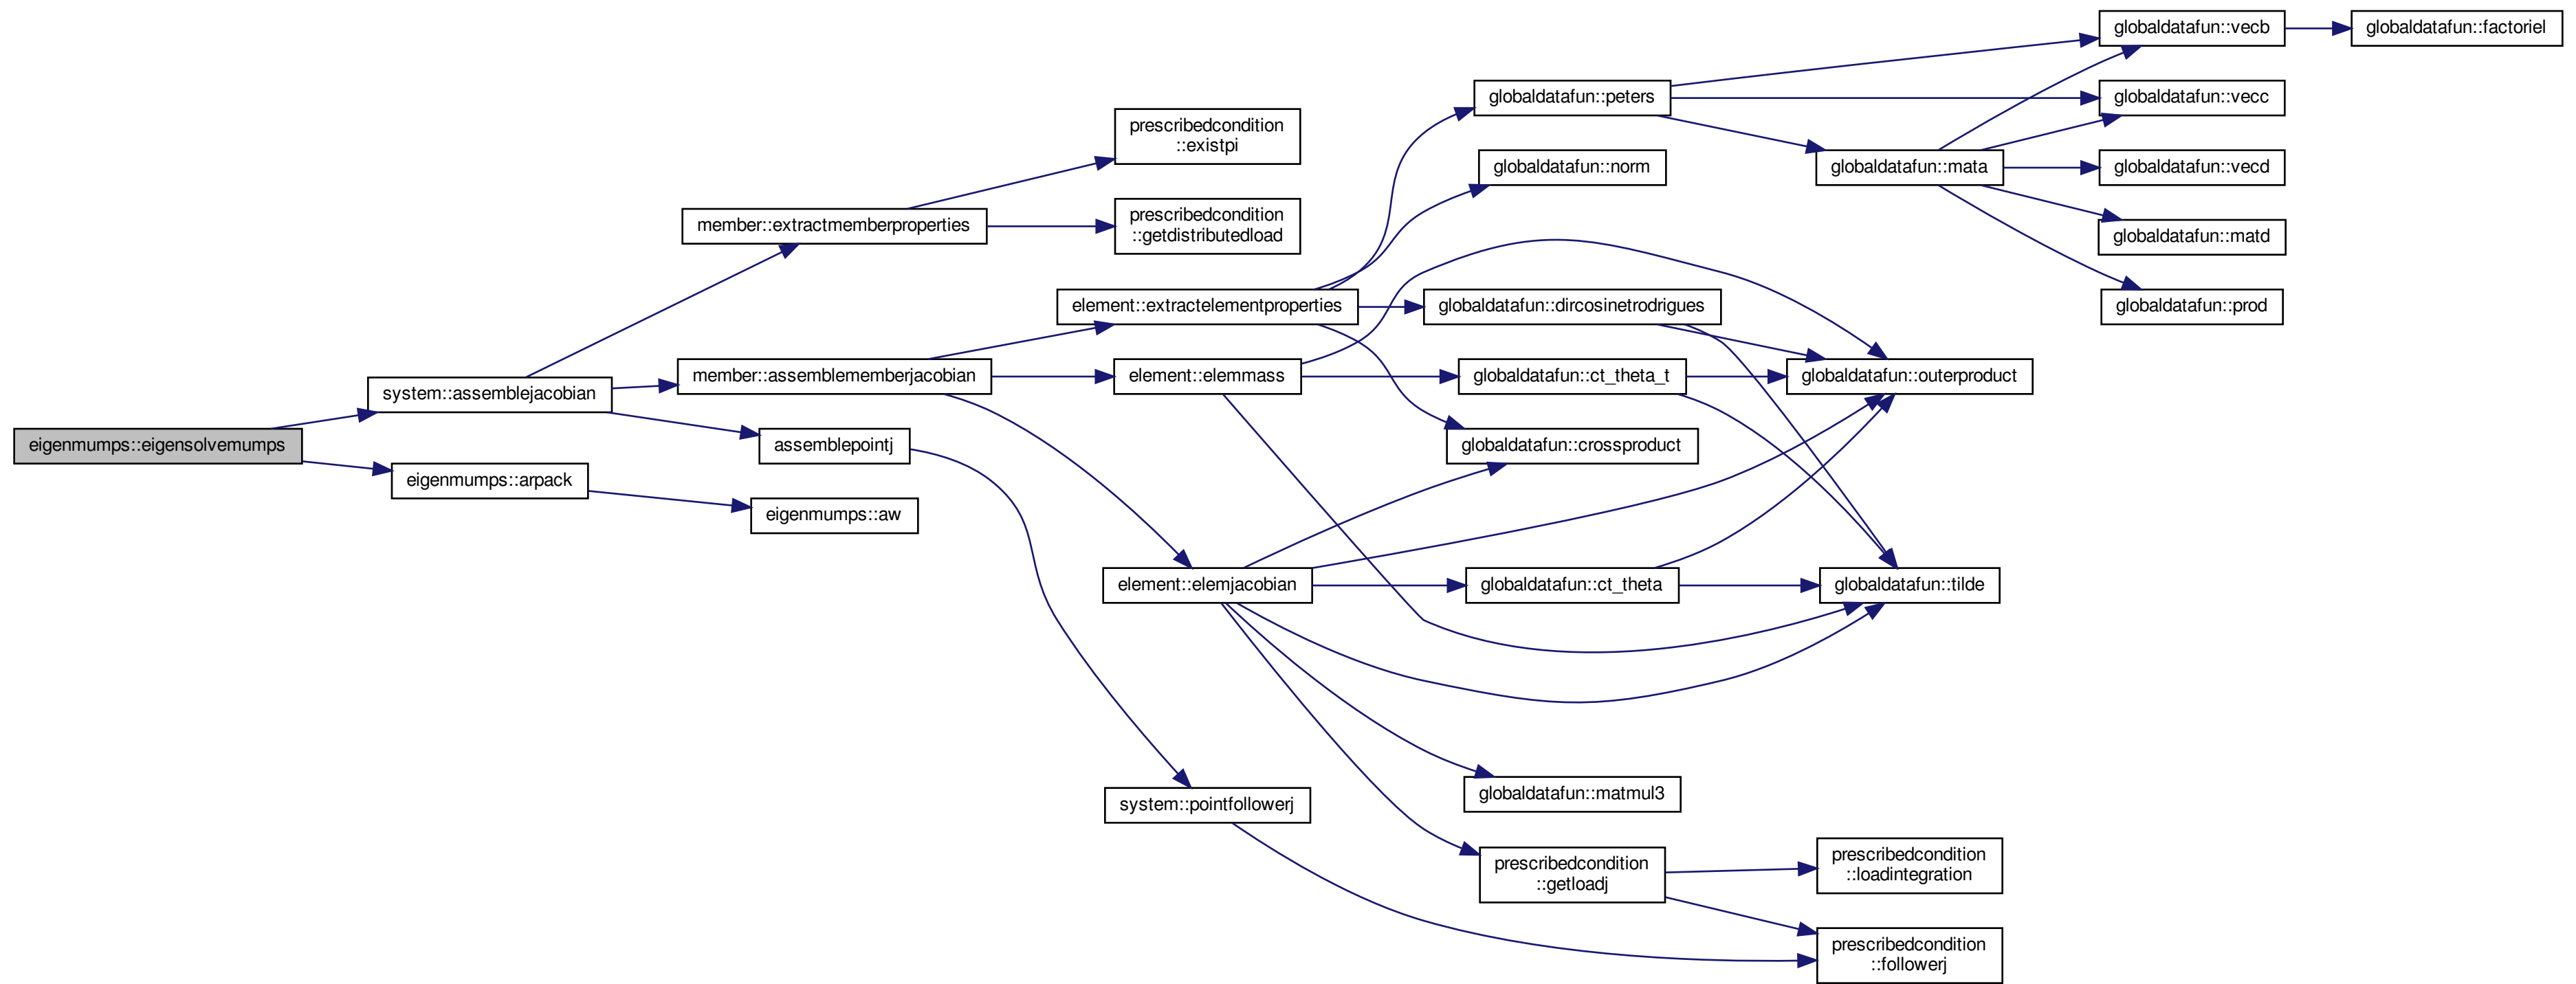 eigenmumps::eigensolvemumps
system::assemblejacobian
eigenmumps::arpack
member::extractmemberproperties
member::assemblememberjacobian
assemblepointj
eigenmumps::aw
prescribedcondition
::existpi
prescribedcondition
::getdistributedload
element::extractelementproperties
element::elemmass
element::elemjacobian
system::pointfollowerj
globaldatafun::peters
globaldatafun::norm
globaldatafun::dircosinetrodrigues
globaldatafun::ct_theta_t
globaldatafun::crossproduct
globaldatafun::ct_theta
globaldatafun::matmul3
prescribedcondition
::getloadj
globaldatafun::mata
globaldatafun::outerproduct
globaldatafun::tilde
prescribedcondition
::loadintegration
prescribedcondition
::followerj
globaldatafun::vecb
globaldatafun::vecc
globaldatafun::vecd
globaldatafun::matd
globaldatafun::prod
globaldatafun::factoriel